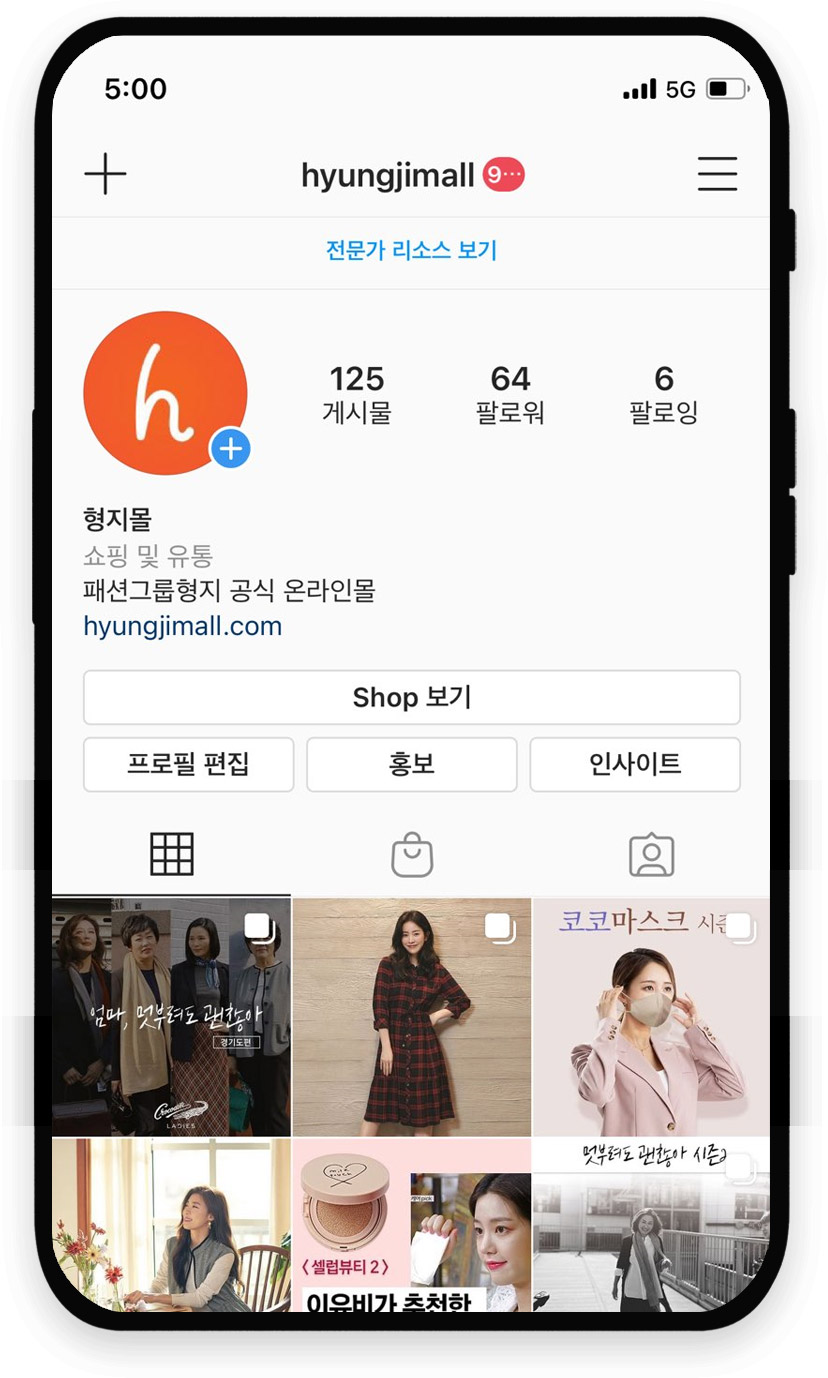 5:00
5G
hyungjimall 9···
전문가 리소스 보기
h
125
게시물
64
팔로워
6
팔로잉
형지몰
쇼핑 및 유통
패션그룹형지 공식 온라인몰
hyungjimall.com
Shop 보기
프로필 편집
홍보
인사이트
엄마, 멋부려도 괜찮아
경기도편
Crocodile
LADIES
코코마스크 시즌
멋부려도 괜찮아 시즌2
pick
<셀럽뷰티 2>
이유비가 추천한